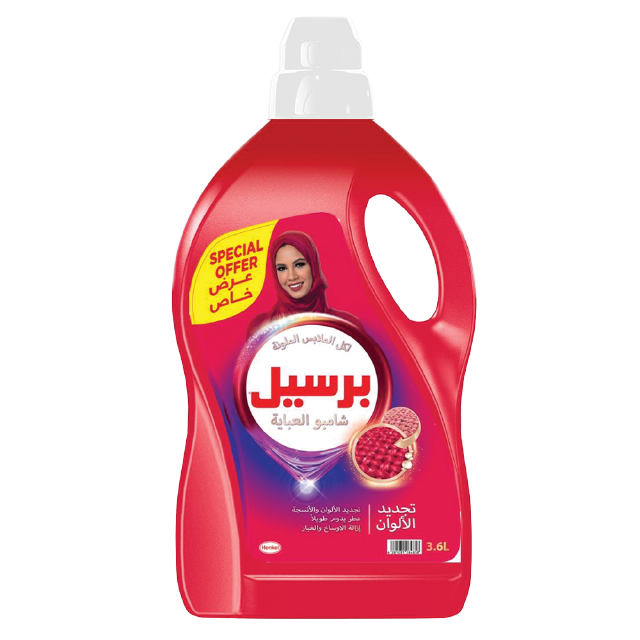 SPECIAL
OFFER
عرض
خاص
لكل الملابس الملونة
برسيل
شامبو العباية
تجديد الألوان والأنسجة
عطر يدوم طويلاً
إزالة الاوساخ والغبار
تجديد
الألوان
Henkel
3.6L